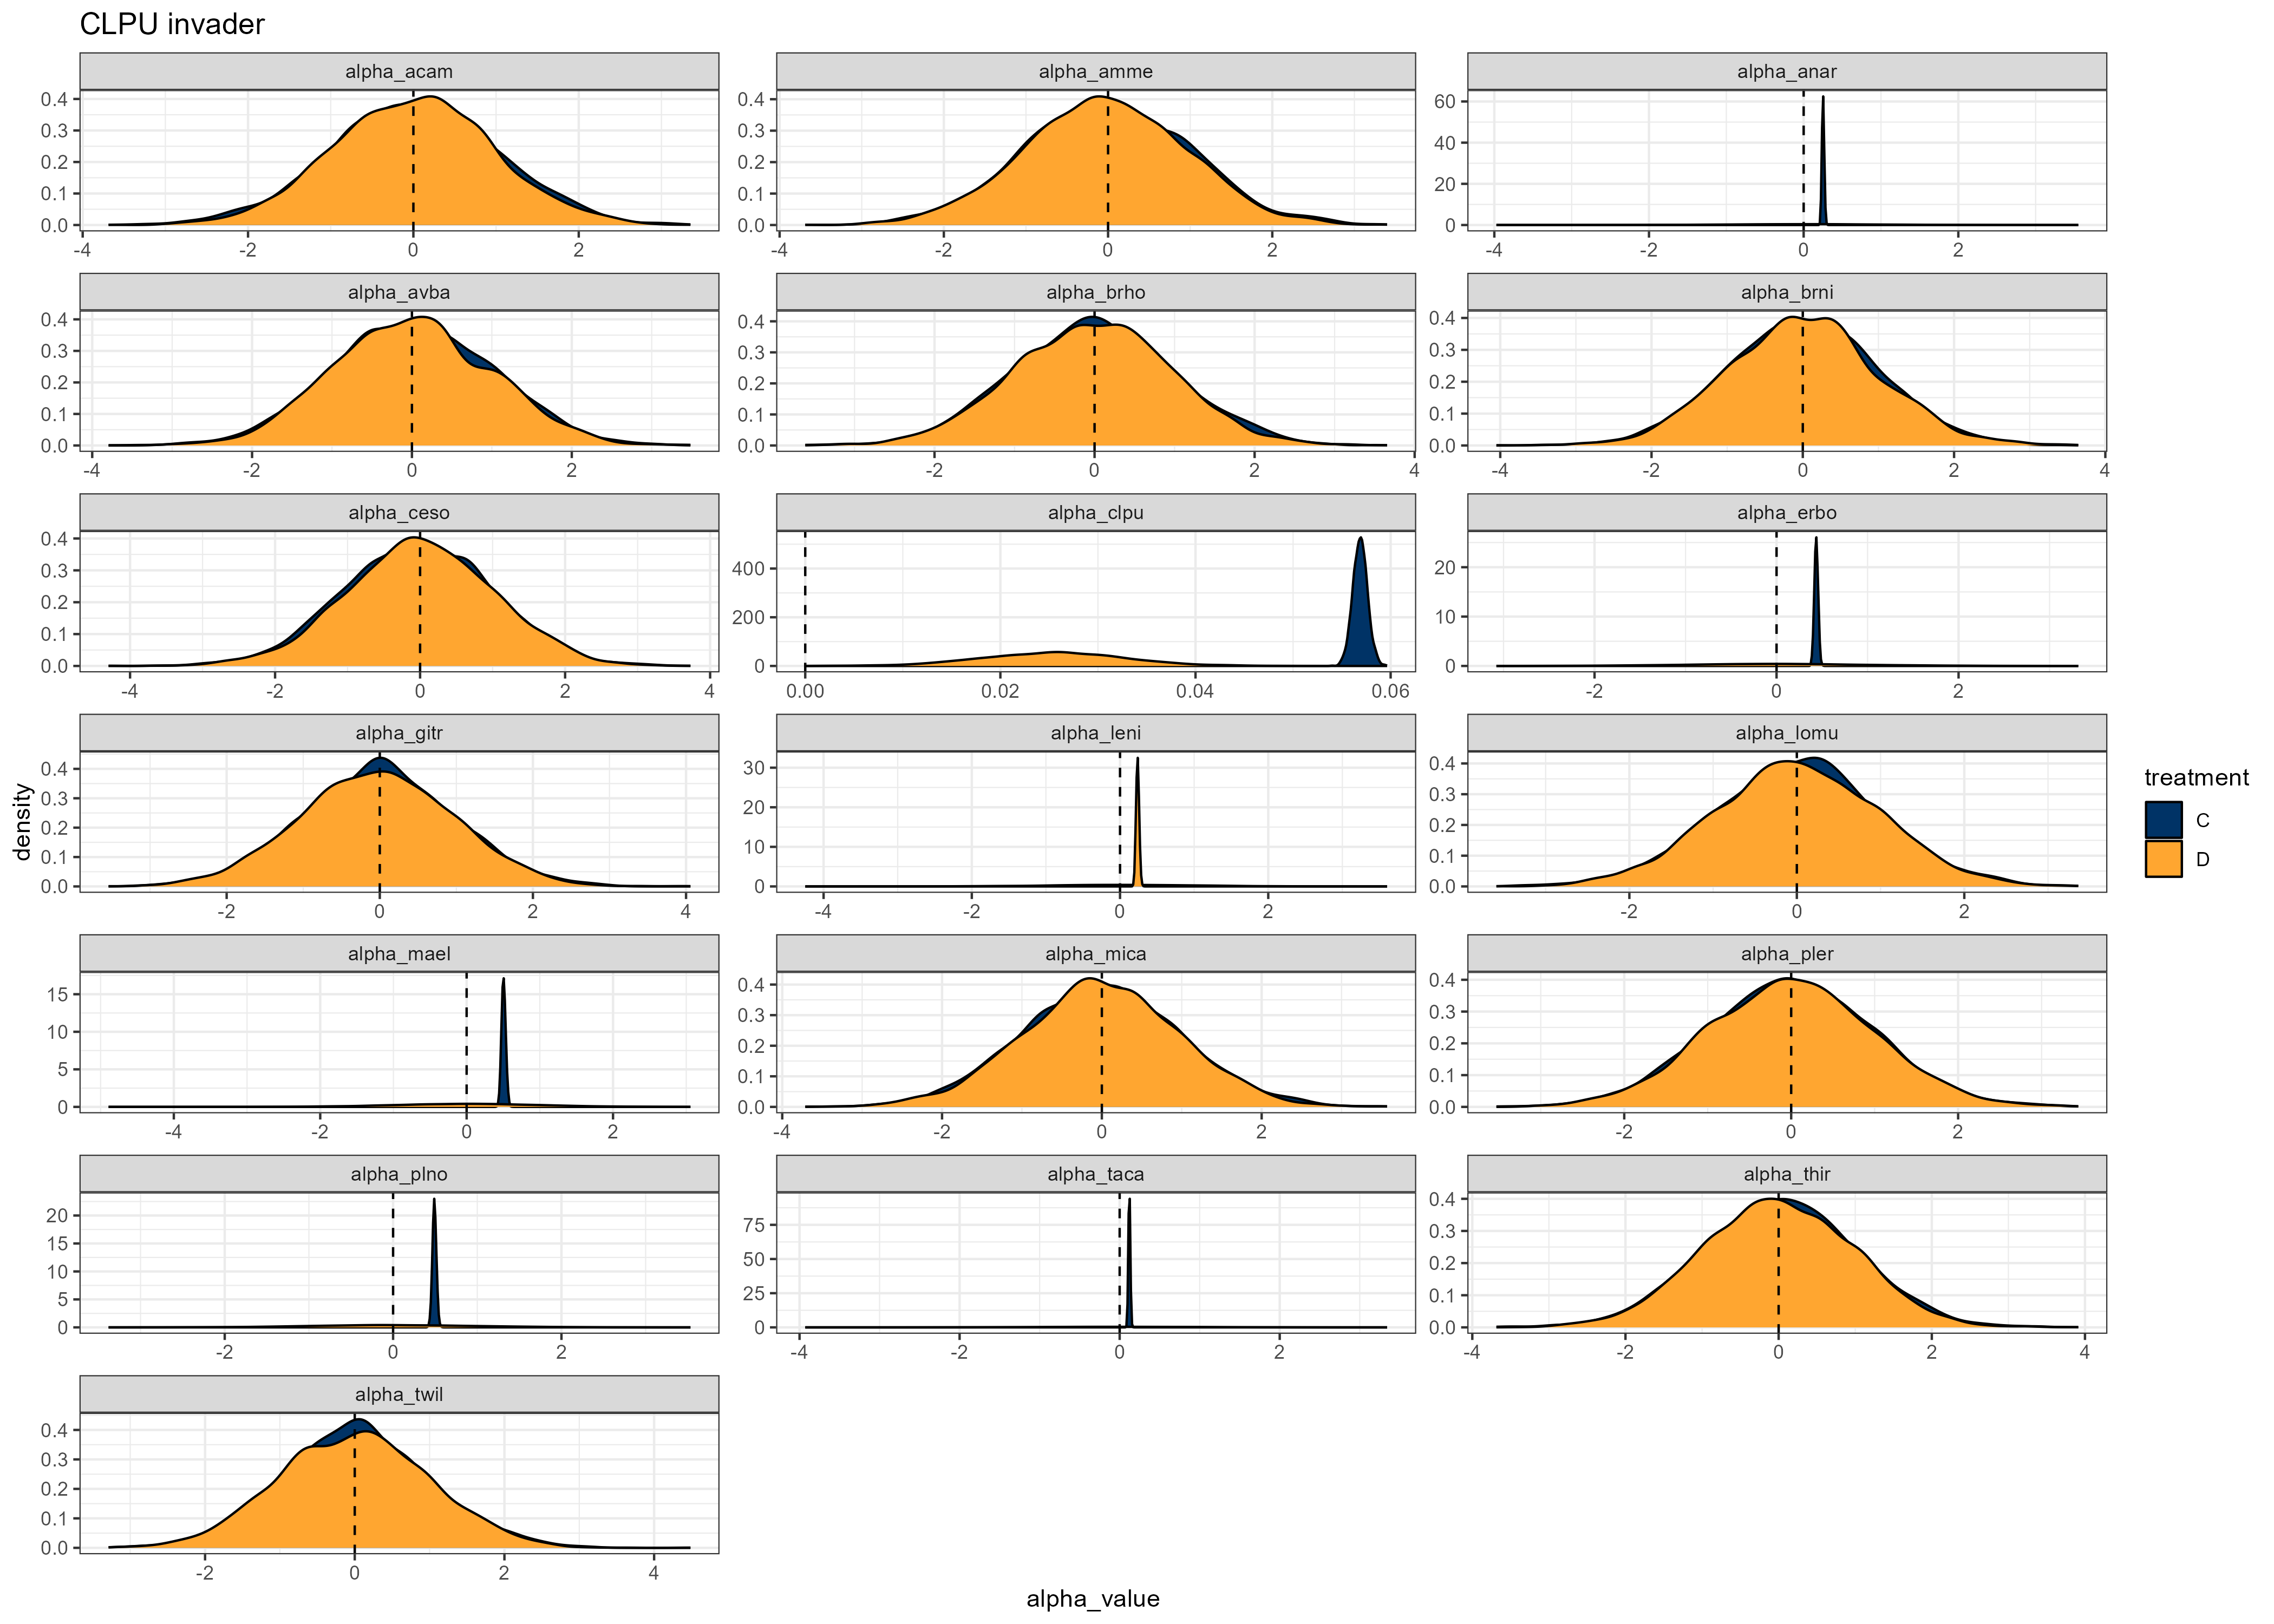 CLPU invader
alpha_acam alpha_amme alpha_anar
0.4 0.3 0.2 0.1 0.0 0.4 0.3 0.2 0.1 0.0 60 40 20 0
-4 -2 0 2 -4 -2 0 2 -4 -2 0 2
alpha_avba alpha_brho alpha_brni
0.4 0.3 0.2 0.1 0.0 0.4 0.3 0.2 0.1 0.0 0.4 0.3 0.2 0.1 0.0
-4 -2 0 2 -2 0 2 4 -4 -2 0 2 4
alpha_ceso alpha_clpu alpha_erbo
0.4 0.3 0.2 0.1 0.0 400 200 0 20 10 0
-4 -2 0 2 4 0.00 0.02 0.04 0.06 -2 0 2
alpha_gitr alpha_leni alpha_lomu
0.4 0.3 0.2 0.1 0.0 30 20 10 0 0.4 0.3 0.2 0.1 0.0
-2 0 2 4 -4 -2 0 2 -2 0 2
alpha_mael alpha_mica alpha_pler
15 10 5 0 0.4 0.3 0.2 0.1 0.0 0.4 0.3 0.2 0.1 0.0
-4 -2 0 2 -4 -2 0 2 -2 0 2
alpha_plno alpha_taca alpha_thir
20 15 10 5 0 75 50 25 0 0.4 0.3 0.2 0.1 0.0
-2 0 2 -4 -2 0 2 -4 -2 0 2 4
alpha_twil
0.4 0.3 0.2 0.1 0.0
-2 0 2 4
density
alpha_value
treatment
C
D